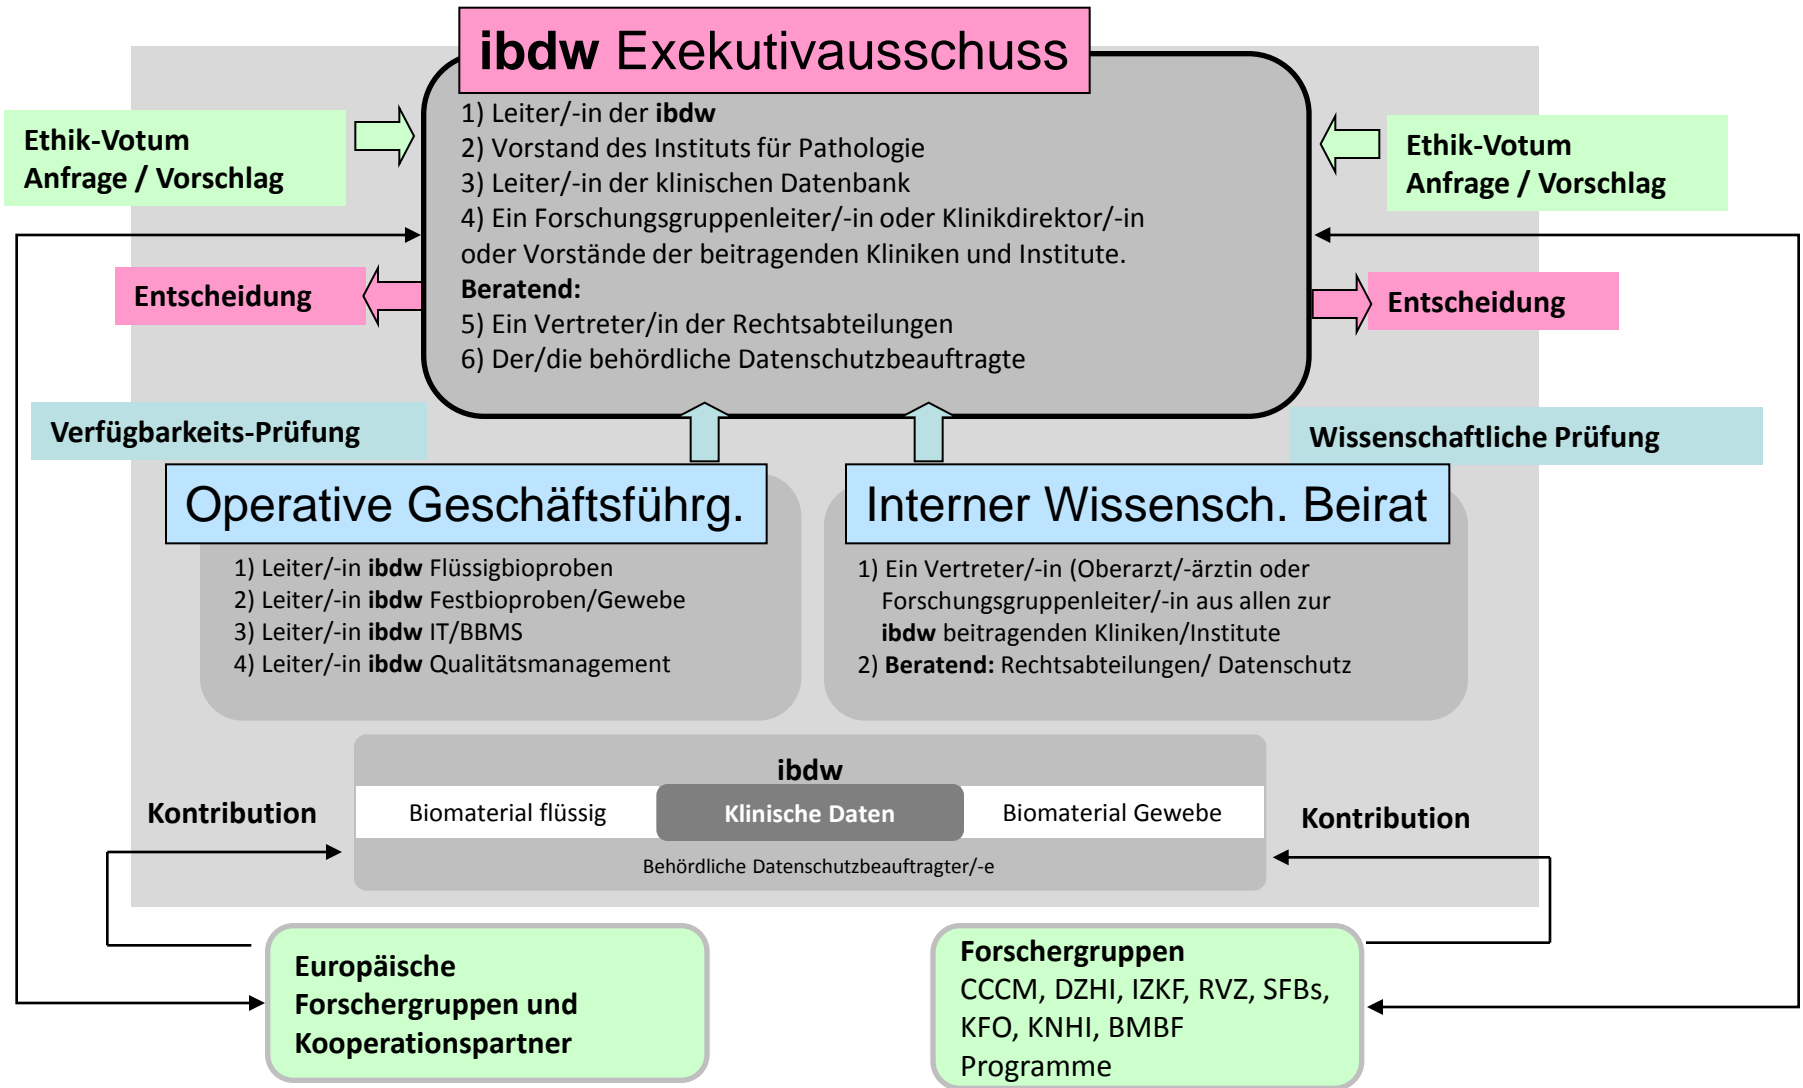 ibdw Exekutivausschuss
1) Leiter/-in der ibdw
2) Vorstand des Instituts für Pathologie
3) Leiter/-in der klinischen Datenbank
4) Ein Forschungsgruppenleiter/-in oder Klinikdirektor/-in
oder Vorstände der beitragenden Kliniken und Institute.
Beratend:
5) Ein Vertreter/in der Rechtsabteilungen
6) Der/die behördliche Datenschutzbeauftragte
Ethik-Votum
Anfrage / Vorschlag
Entscheidung
Ethik-Votum
Anfrage / Vorschlag
Entscheidung
Verfügbarkeits-Prüfung
Wissenschaftliche Prüfung
Operative Geschäftsführg.
1) Leiter/-in ibdw Flüssigbioproben
2) Leiter/-in ibdw Festbioproben/Gewebe
3) Leiter/-in ibdw IT/BBMS
4) Leiter/-in ibdw Qualitätsmanagement
Interner Wissensch. Beirat
1) Ein Vertreter/-in (Oberarzt/-ärztin oder
Forschungsgruppenleiter/-in aus allen zur
ibdw beitragenden Kliniken/Institute
2) Beratend: Rechtsabteilungen/ Datenschutz
ibdw
Kontribution
Biomaterial flüssig
Klinische Daten
Biomaterial Gewebe
Kontribution
Behördliche Datenschutzbeauftragter/-e
Europäische
Forschergruppen und
Kooperationspartner
Forschergruppen
CCCM, DZHI, IZKF, RVZ, SFBs,
KFO, KNHI, BMBF
Programme